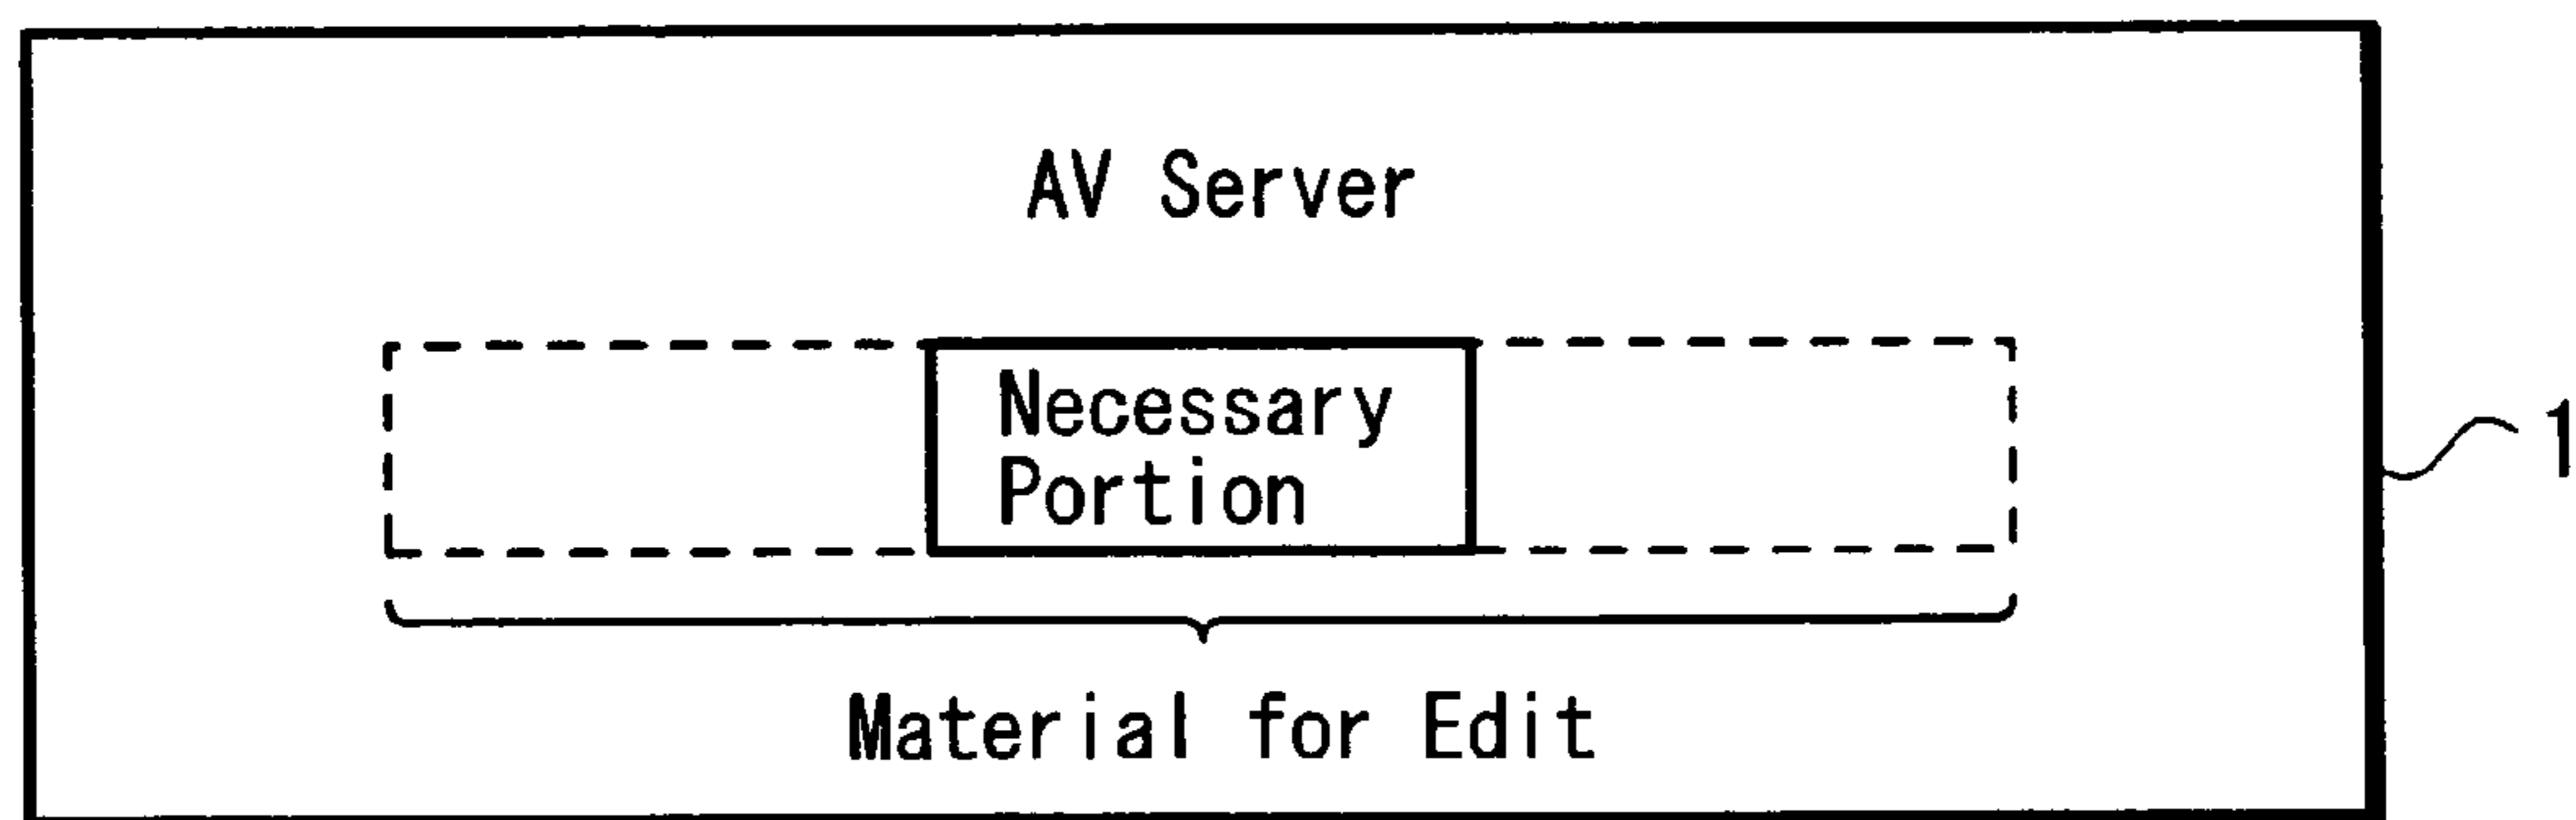 AV Server
Necessary
Portion
1
Material for Edit